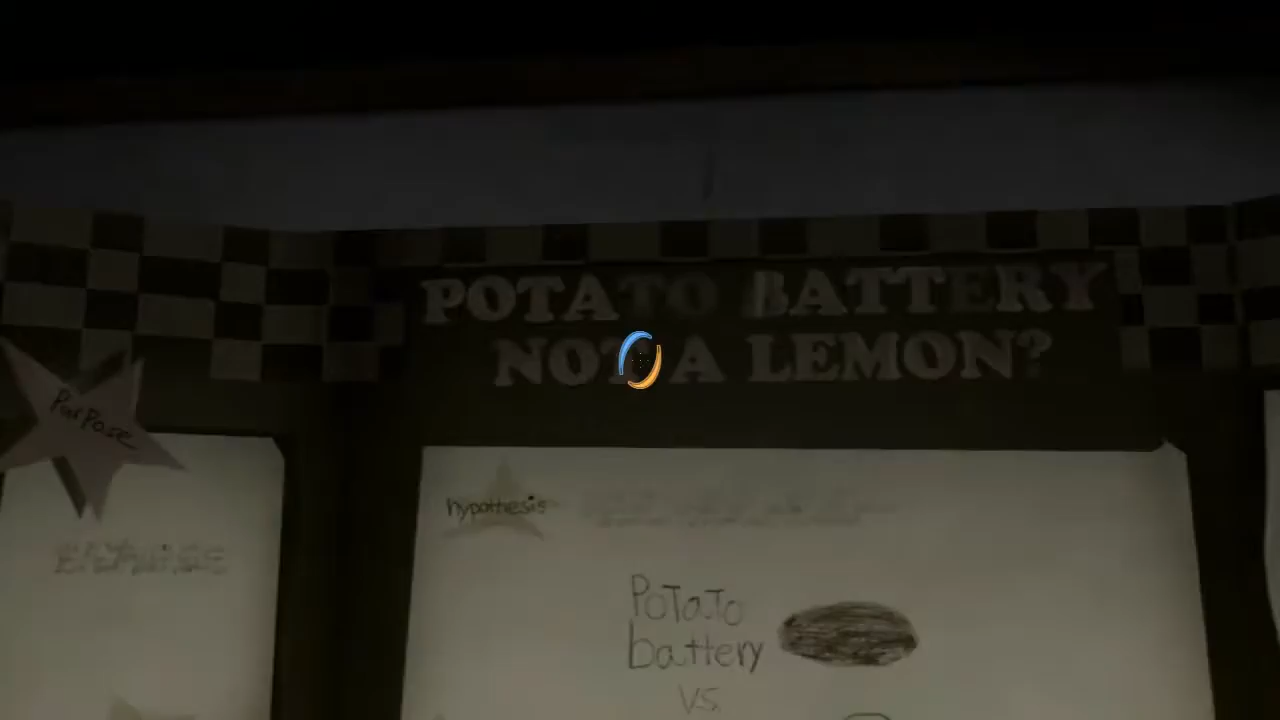 POTATO BATTERY
NOT A LEMON?
PurPose
hypothesis
PoTaTo
battery
VS.